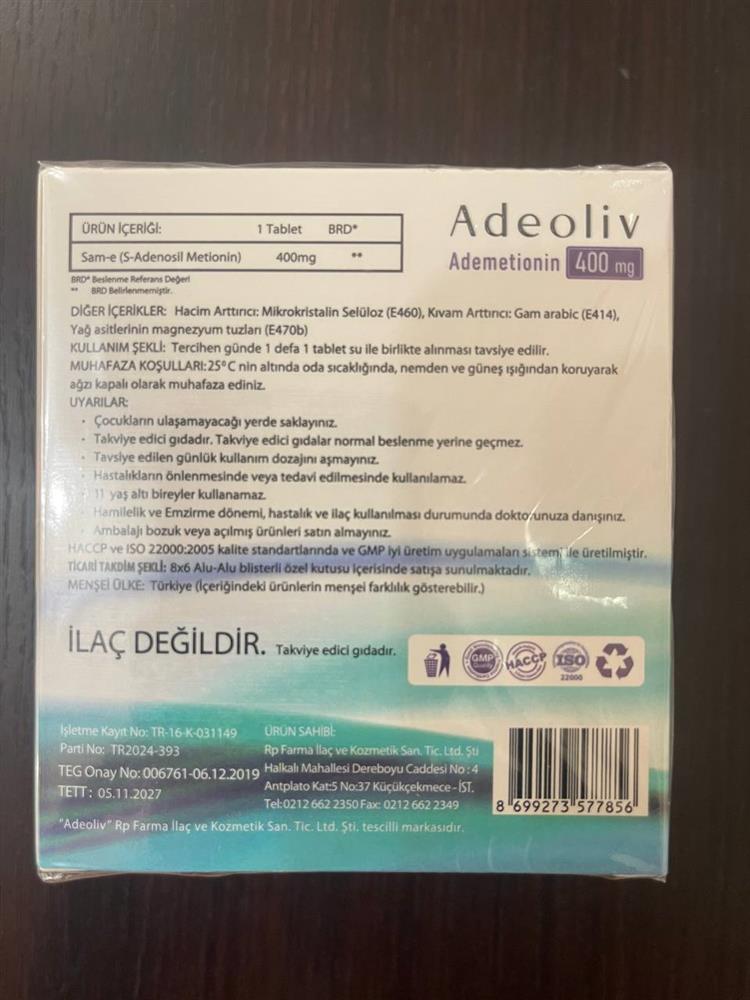 Adeoliv
Ademetionin 400 mg
ÜRÜN İÇERİĞİ: 1 Tablet BRD*
Sam-e (S-Adenosil Metionin) 400mg **
BRD* Beslenme Referans Değeri
** BRD Belirlenmemiştir.
DİĞER İÇERİKLER: Hacim Arttırıcı: Mikrokristalin Selüloz (E460), Kıvam Arttırıcı: Gam arabic (E414),
Yağ asitlerinin magnezyum tuzları (E470b)
KULLANIM ŞEKLİ: Tercihen günde 1 defa 1 tablet su ile birlikte alınması tavsiye edilir.
MUHAFAZA KOŞULLARI:25°C nin altında oda sıcaklığında, nemden ve güneş ışığından koruyarak
ağzı kapalı olarak muhafaza ediniz.
UYARILAR:
· Çocukların ulaşamayacağı yerde saklayınız.
· Takviye edici gıdadır. Takviye edici gıdalar normal beslenme yerine geçmez.
· Tavsiye edilen günlük kullanım dozajını aşmayınız.
· Hastalıkların önlenmesinde veya tedavi edilmesinde kullanılamaz.
· 11 yaş altı bireyler kullanamaz.
· Hamilelik ve Emzirme dönemi, hastalık ve ilaç kullanılması durumunda doktorunuza danışınız.
· Ambalajı bozuk veya açılmış ürünleri satın almayınız.
HACCP ve ISO 22000:2005 kalite standartlarında ve GMP iyi üretim uygulamaları sistemi ile üretilmiştir.
TİCARİ TAKDİM ŞEKLİ: 8x6 Alu-Alu blisterli özel kutusu içerisinde satışa sunulmaktadır.
MENŞEİ ÜLKE: Türkiye (İçeriğindeki ürünlerin menşei farklılık gösterebilir.)
İLAÇ DEĞİLDİR. Takviye edici gıdadır.
GMP Quality
HACCP
ISO
22000
İşletme Kayıt No: TR-16-K-031149
Parti No: TR2024-393
TEG Onay No: 006761-06.12.2019
TETT: 05.11.2027
ÜRÜN SAHİBİ:
Rp Farma İlaç ve Kozmetik San. Tic. Ltd. Şti
Halkalı Mahallesi Dereboyu Caddesi No: 4
Antplato Kat:5 No:37 Küçükçekmece - İST.
Tel:0212 662 2350 Fax: 0212 662 2349
"Adeoliv" Rp Farma İlaç ve Kozmetik San. Tic. Ltd. Şti. tescilli markasıdır.
8 699273 577856